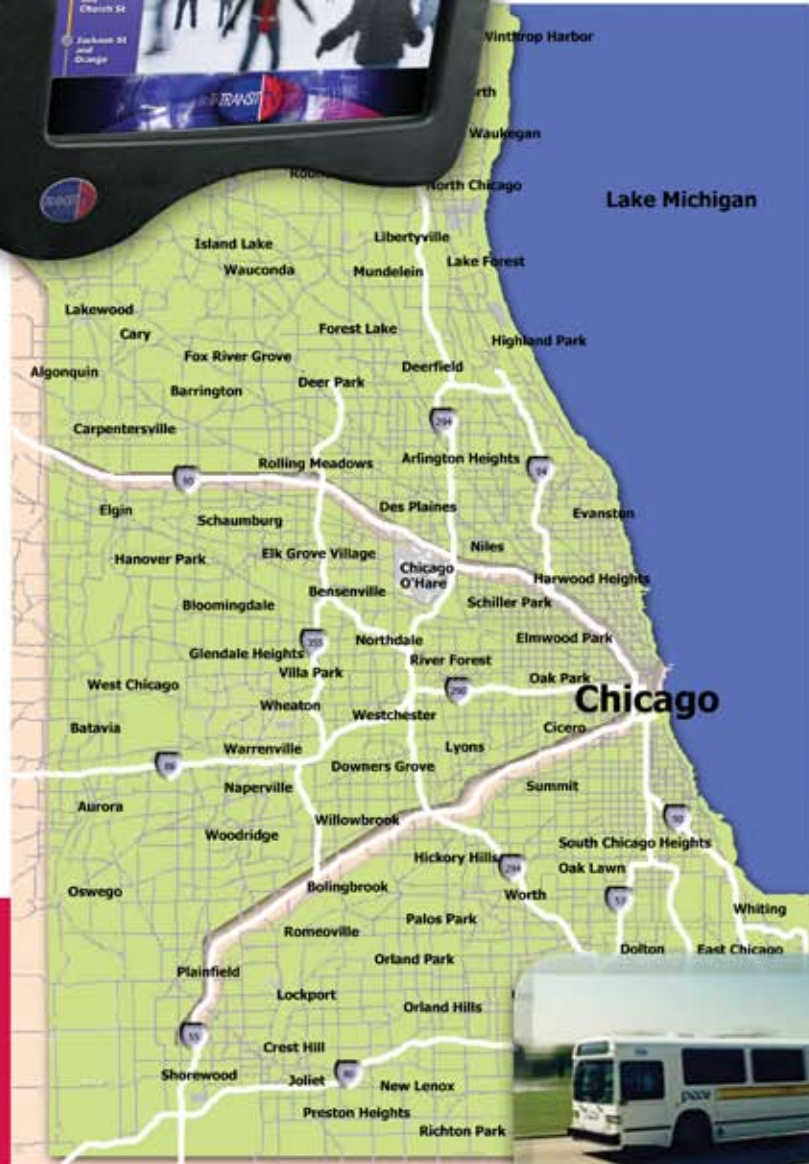 Church St
Jackson St
and
Orange
TRANSIT
TRANSIT
Winthrop Harbor
Waukegan
North Chicago
Lake Michigan
Island Lake
Libertyville
Wauconda
Mundelein
Lake Forest
Lakewood
Cary
Forest Lake
Highland Park
Fox River Grove
Algonquin
Deerfield
Barrington
Deer Park
Carpentersville
294
Rolling Meadows
Arlington Heights
94
90
Elgin
Schaumburg
Des Plaines
Evanston
Hanover Park
Elk Grove Village
Niles
Chicago
O'Hare
Harwood Heights
Bensenville
Bloomingdale
Schiller Park
355
Northdale
Elmwood Park
Glendale Heights
River Forest
Villa Park
West Chicago
Oak Park
290
Chicago
Wheaton
Westchester
Batavia
Cicero
Warrenville
Lyons
88
Downers Grove
Naperville
Summit
Aurora
Willowbrook
90
Woodridge
South Chicago Heights
Hickory Hills
294
Oak Lawn
Oswego
Bolingbrook
Worth
57
Whiting
Palos Park
Romeoville
Dolton
East Chicago
Orland Park
Plainfield
Lockport
Orland Hills
55
Crest Hill
Shorewood
Joliet
80
New Lenox
Preston Heights
Richton Park
pace